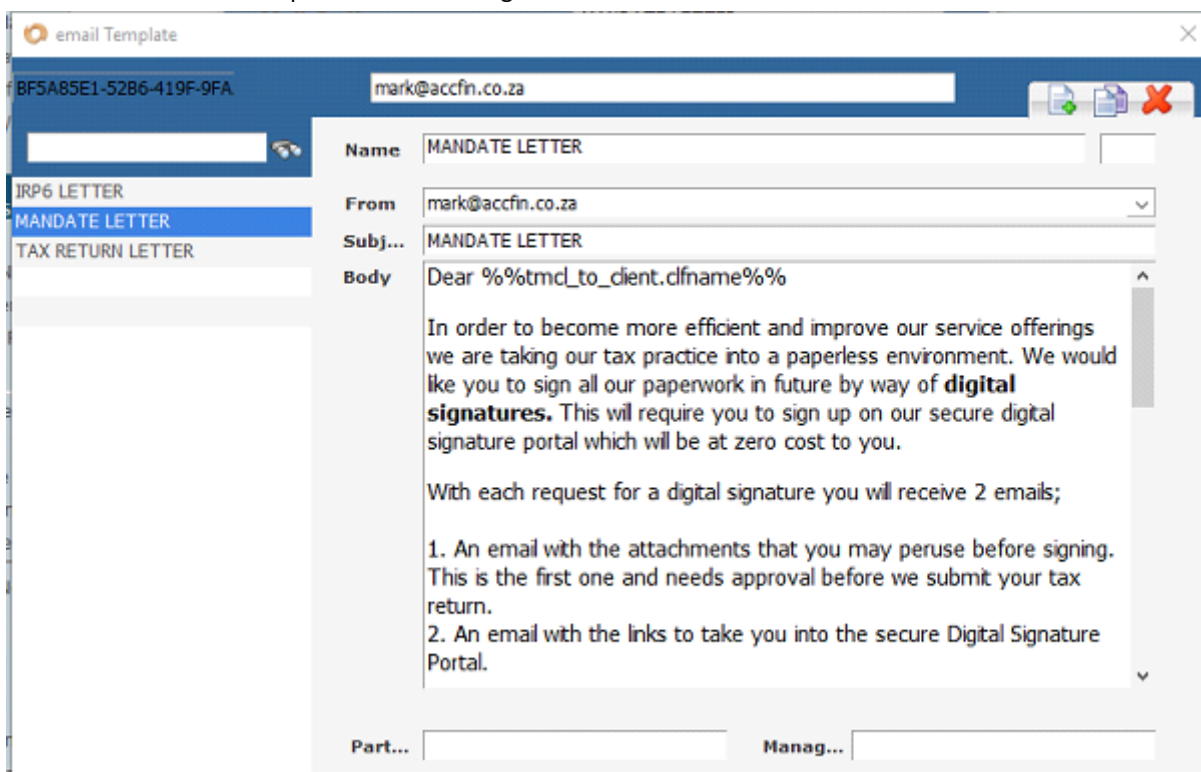 email Template
BF5A85E1-52B6-419F-9FA
mark@accfin.co.za
Name MANDATE LETTER
IRP6 LETTER
MANDATE LETTER
TAX RETURN LETTER
From mark@accfin.co.za
Subj... MANDATE LETTER
Body Dear %%tmcl_to_client.clfname%%
In order to become more efficient and improve our service offerings
we are taking our tax practice into a paperless environment. We would
like you to sign all our paperwork in future by way of digital
signatures. This will require you to sign up on our secure digital
signature portal which will be at zero cost to you.
With each request for a digital signature you will receive 2 emails;
1. An email with the attachments that you may peruse before signing.
This is the first one and needs approval before we submit your tax
return.
2. An email with the links to take you into the secure Digital Signature
Portal.
Part... Manag...